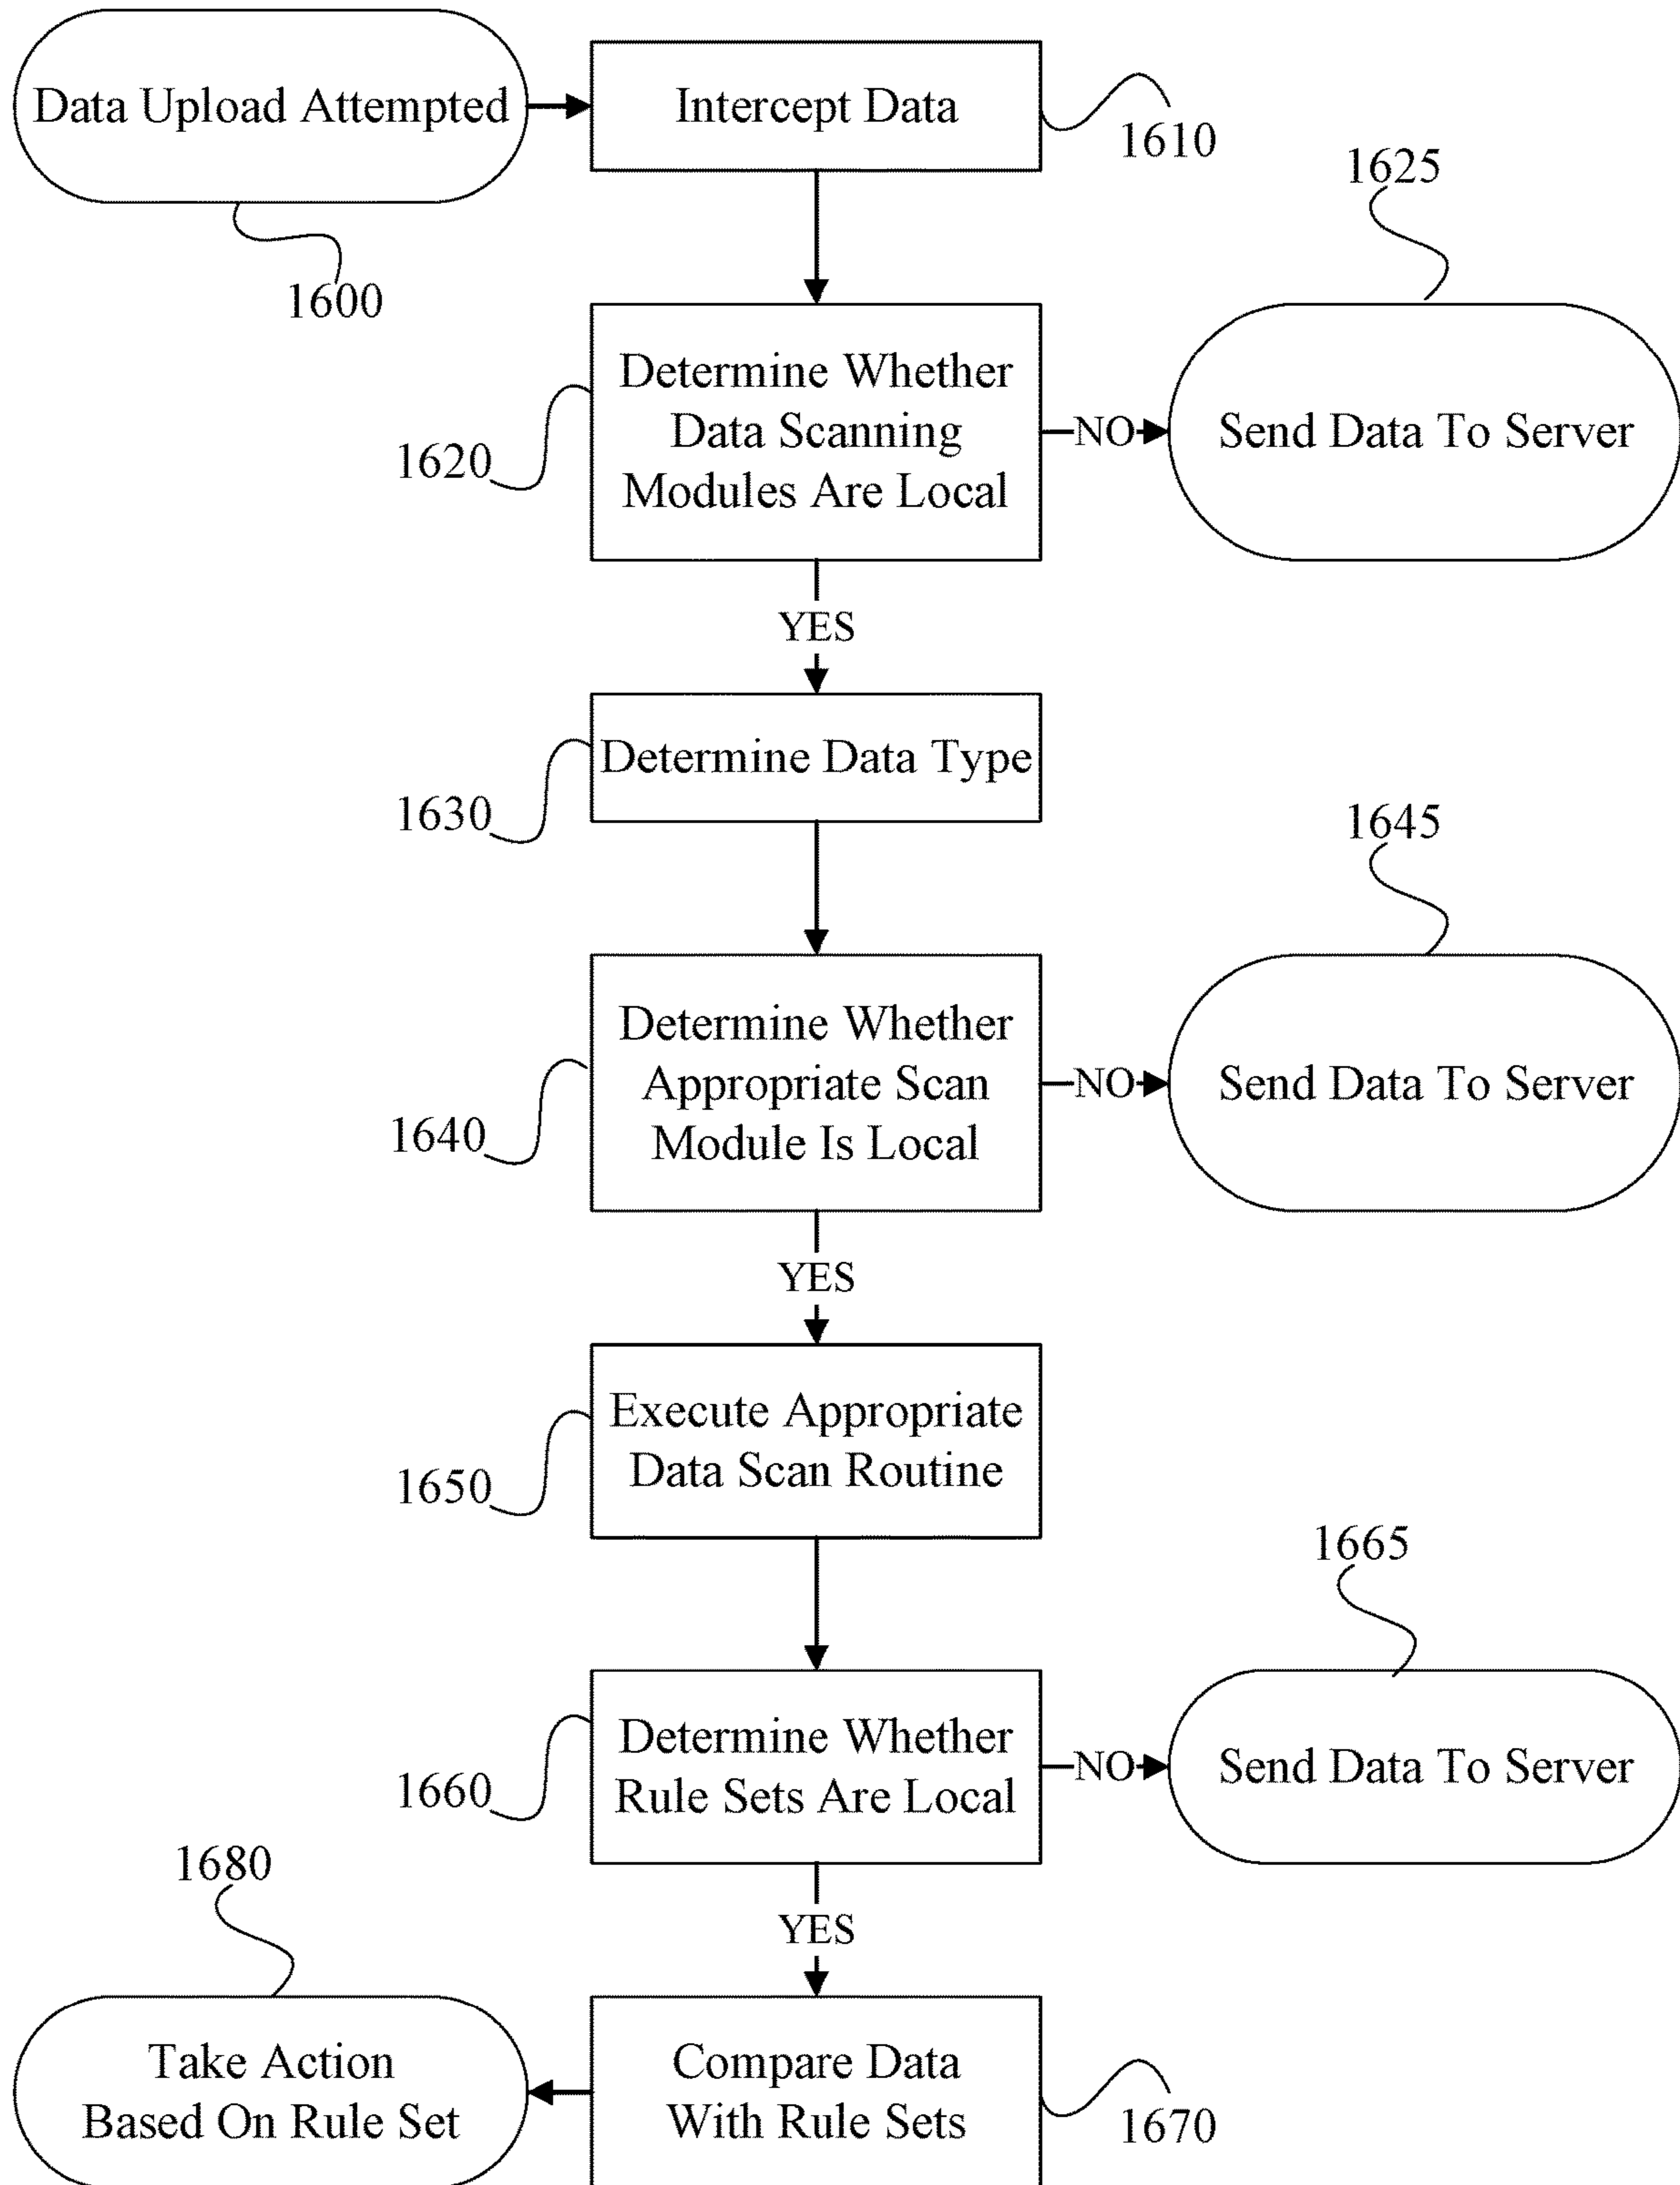 Data Upload Attempted
Intercept Data
1610
1600
1625
Determine Whether
Data Scanning
Modules Are Local
1620
NO
Send Data To Server
YES
Determine Data Type
1630
1645
Determine Whether
Appropriate Scan
Module Is Local
1640
NO
Send Data To Server
YES
Execute Appropriate
Data Scan Routine
1650
1665
Determine Whether
Rule Sets Are Local
1660
NO
Send Data To Server
YES
1680
Compare Data
With Rule Sets
1670
Take Action
Based On Rule Set